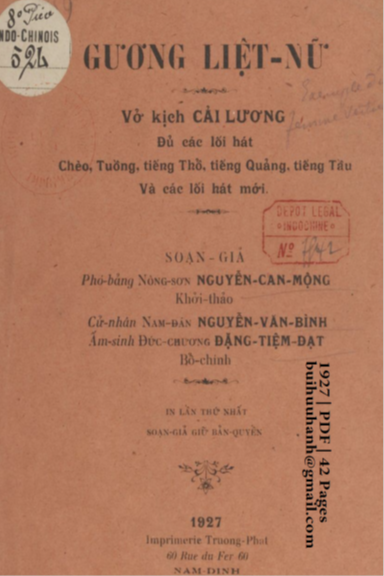 8º Pièce
NDO-CHINOIS
524
GƯƠNG LIỆT-NỮ
Vở kịch CẢI LƯƠNG
Đủ các lối hát
Chèo, Tuồng, tiếng Thổ, tiếng Quảng, tiếng Tầu
Và các lối hát mới.
DEPOT LEGAL
INDOCHINE
Nº
SOẠN-GIẢ
Phó-bảng NÔNG-SƠN NGUYỄN-CAN-MỘNG
Khởi-thảo
Cử-nhân NAM-ĐÀN NGUYỄN-VĂN-BÌNH
Ấm-sinh ĐỨC-CHƯƠNG ĐẶNG-TIỆM-ĐẠT
Bồ-chính
IN LẦN THỨ NHẤT
SOẠN-GIẢ GIỮ BẢN-QUYỀN
1927
Imprimerie Truong-Phat
60 Rue du Fer 60
NAM-DINH
1927 | PDF | 42 Pages
buihuuhanh@gmail.com